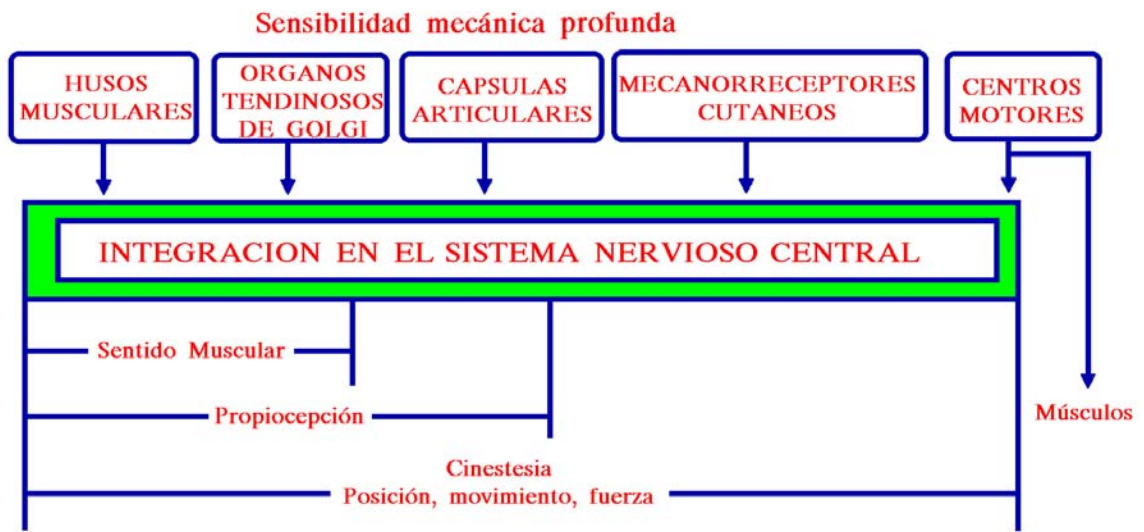 Sensibilidad mecánica profunda
HUSOS
MUSCULARES
ORGANOS
TENDINOSOS
DE GOLGI
CAPSULAS
ARTICULARES
MECANORRECEPTORES
CUTANEOS
CENTROS
MOTORES
INTEGRACION EN EL SISTEMA NERVIOSO CENTRAL
Sentido Muscular
Propiocepción
Músculos
Cinestesia
Posición, movimiento, fuerza